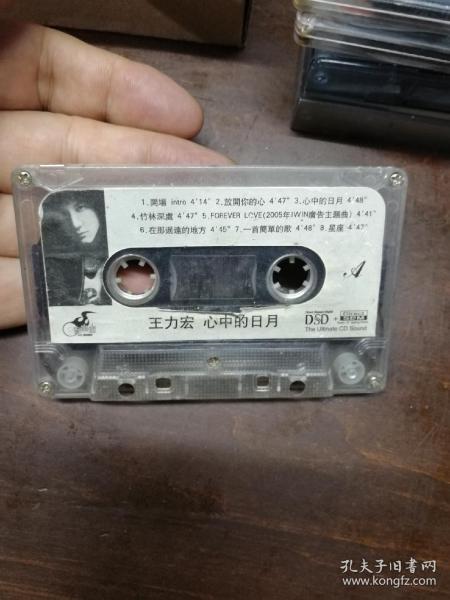 1.開場 intro 4'14" 2.放開你的心 4'47" 3.心中的日月 4'48"
4.竹林深處 4'47" 5.FOREVER LOVE(2005年IWIN廣告主題曲) 4'41"
6.在那遙遠的地方 4'45" 7.一首簡單的歌 4'48" 8.星座 4'47"
A
王力宏 心中的日月
DSD +
The Ultimate CD Sound
孔夫子旧书网
www.kongfz.com